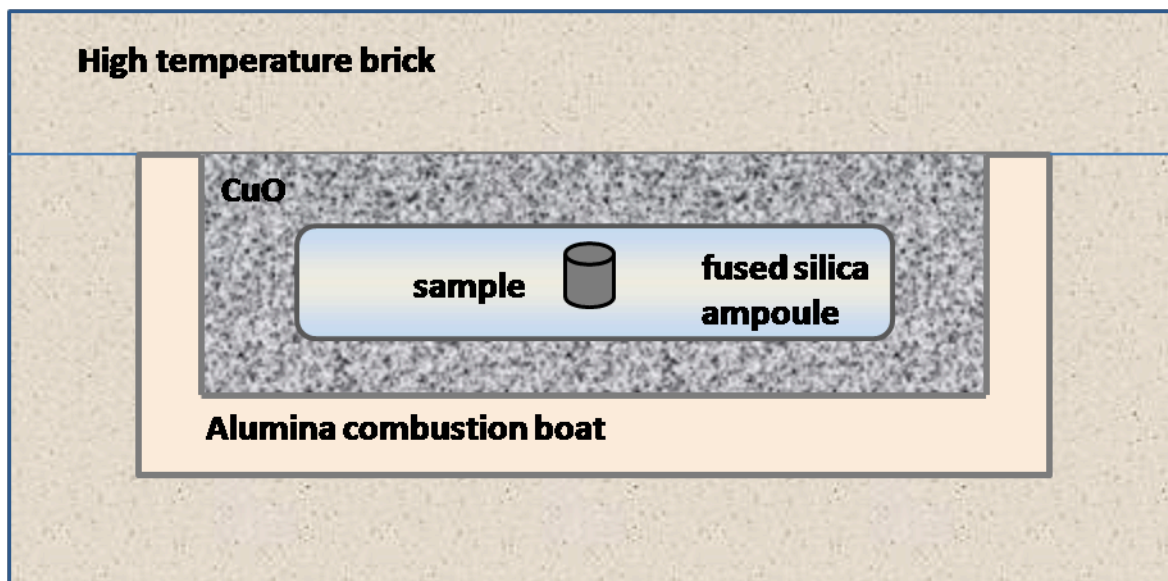 High temperature brick
CuO
sample
fused silica
ampoule
Alumina combustion boat